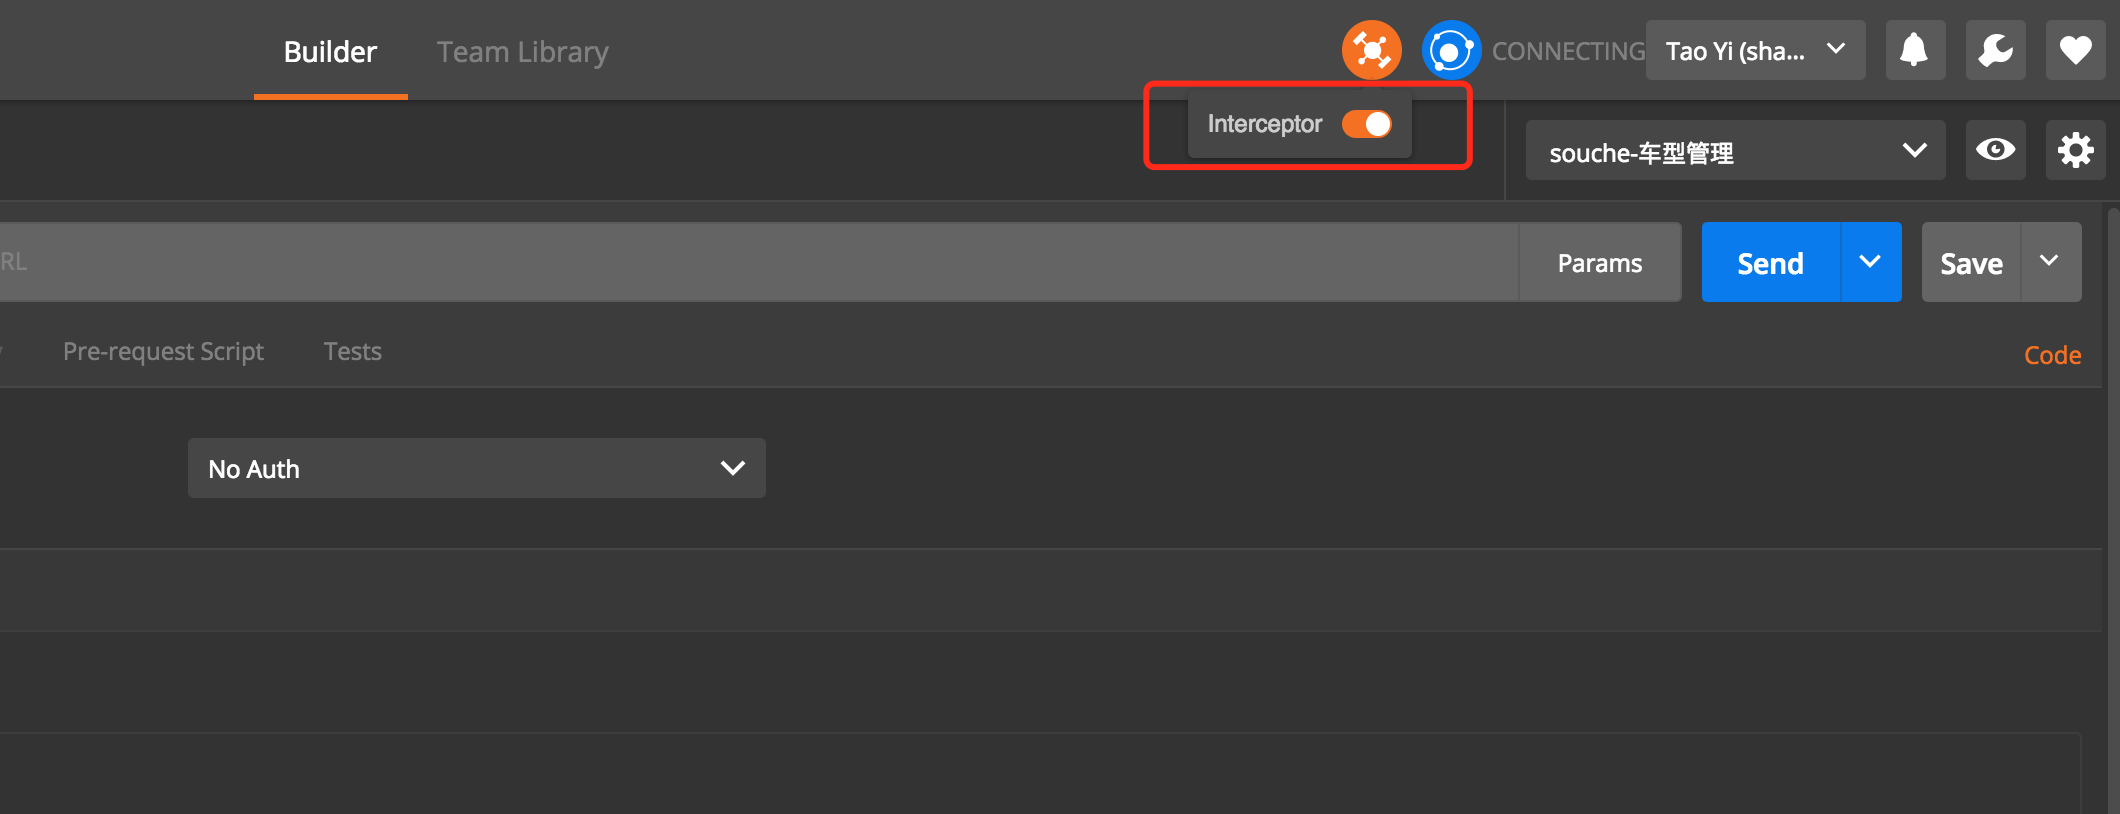 Builder
Team Library
CONNECTING
Tao Yi (sha...
Interceptor
souche-车型管理
RL
Params
Send
Save
Pre-request Script
Tests
Code
No Auth